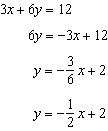 3x + 6y = 12
6y = −3x + 12
y = −3/6 x + 2
y = −1/2 x + 2